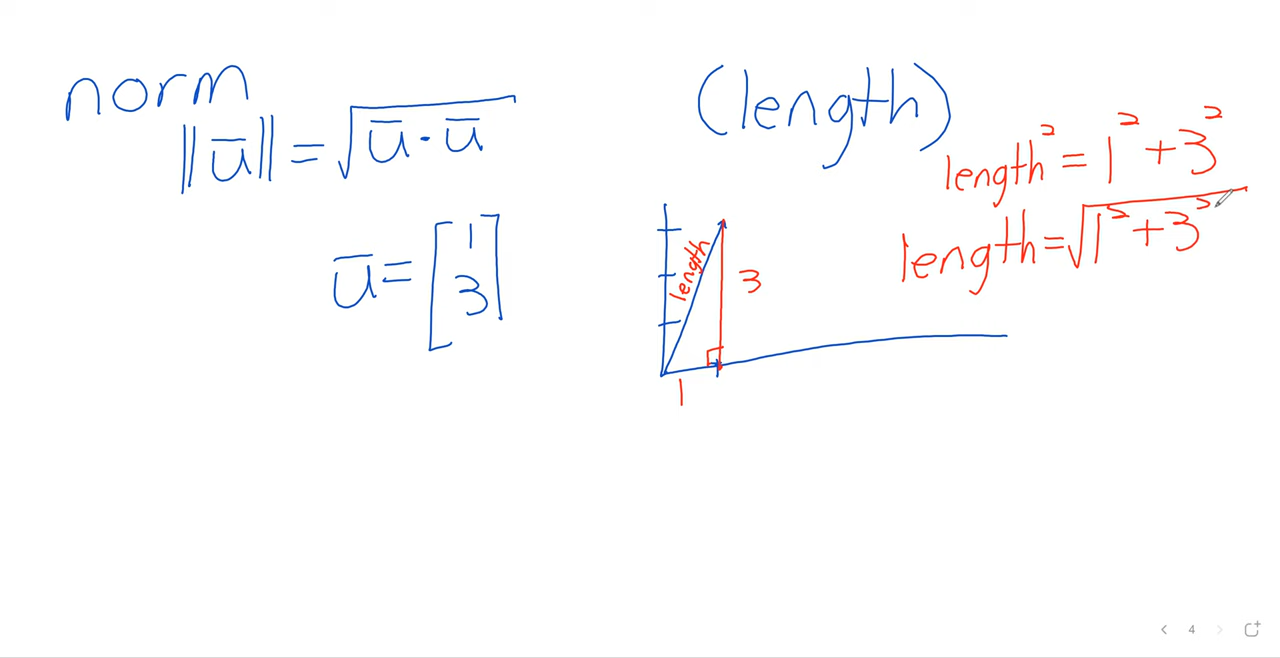 norm
(length)
‖ū‖ = √ū · ū
length² = 1² + 3²
length = √1² + 3²
ū = [1
3]
length
3
1
4